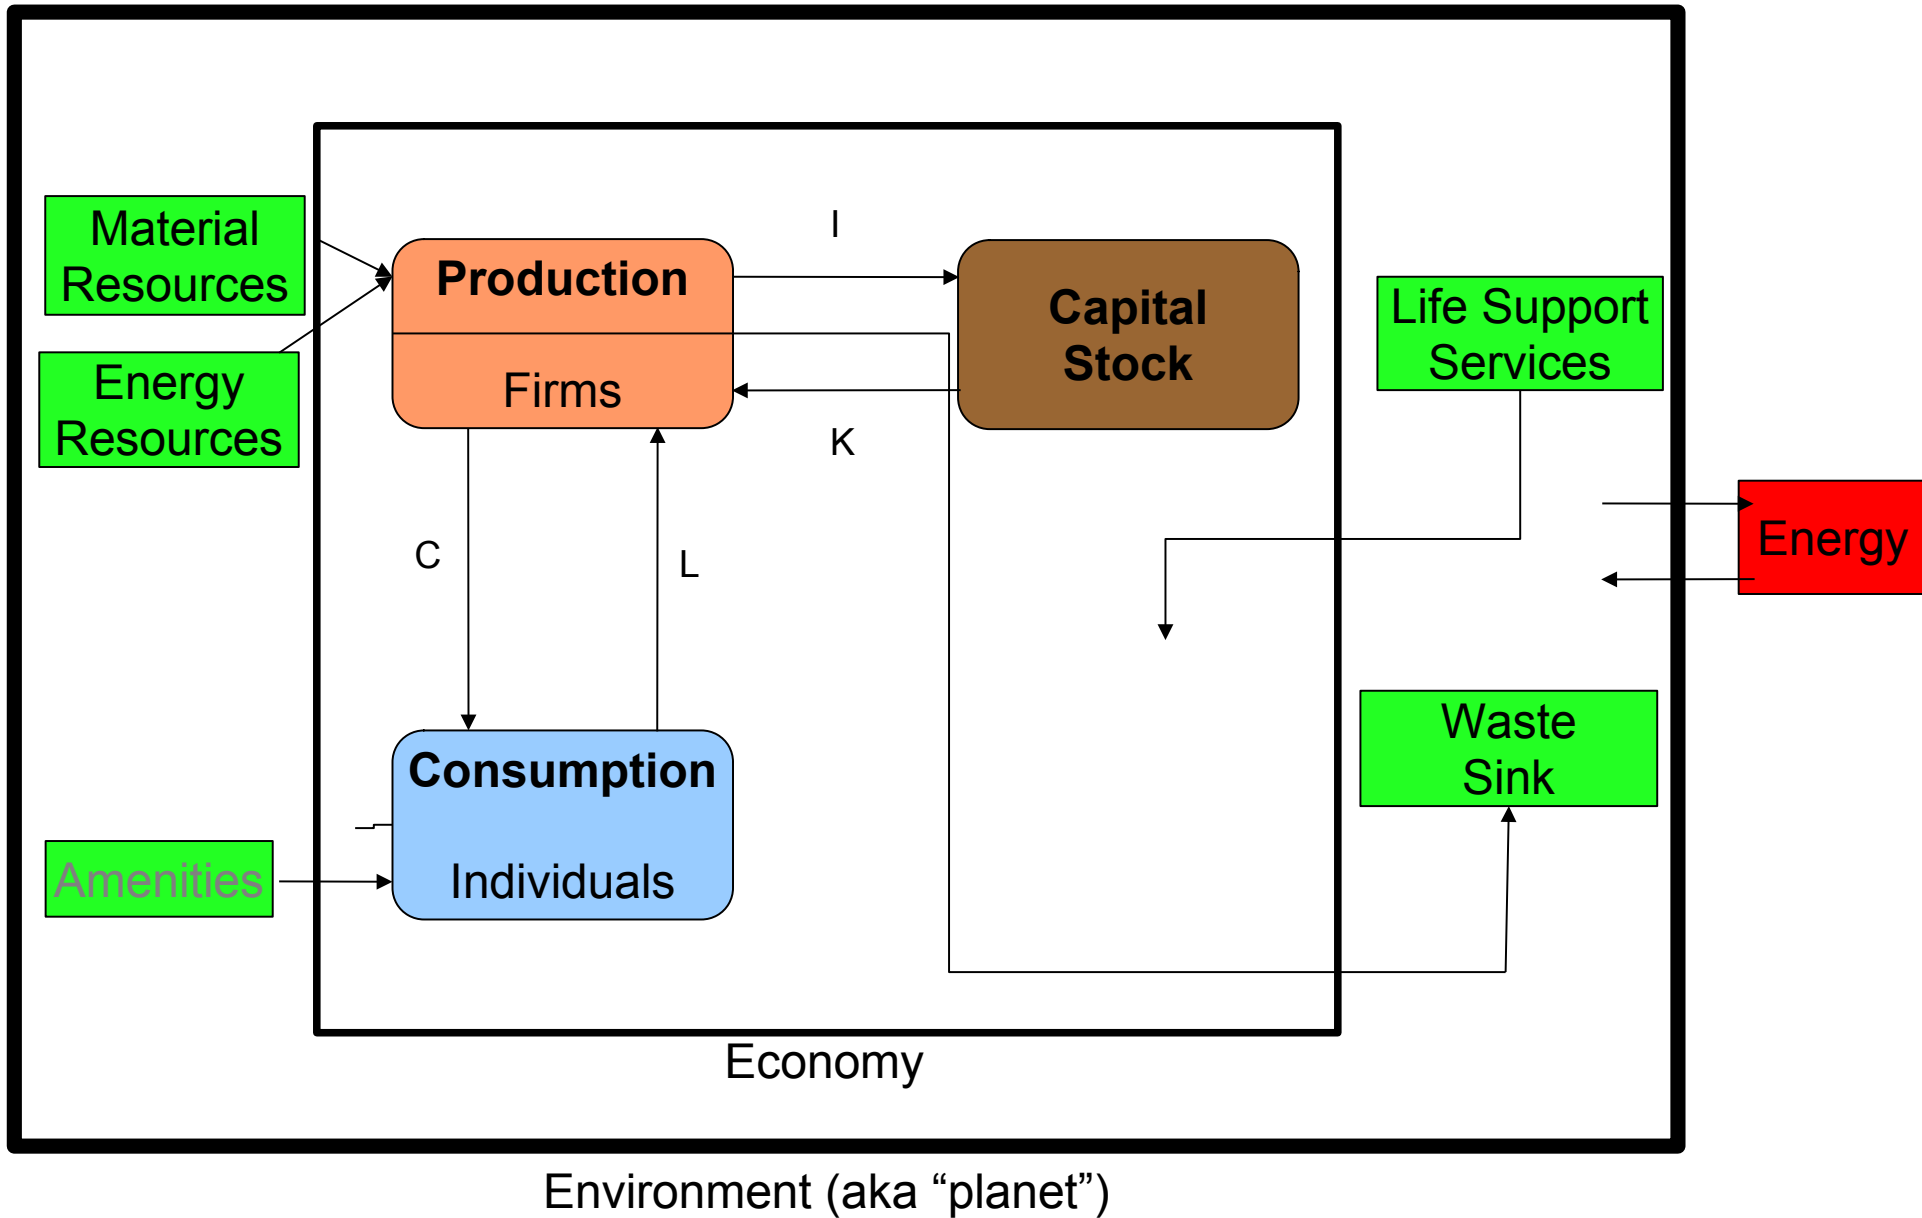 Material
Resources
Energy
Resources
Amenities
Production
Firms
I
K
C
L
Capital
Stock
Consumption
Individuals
Life Support
Services
Waste
Sink
Energy
Economy
Environment (aka “planet”)